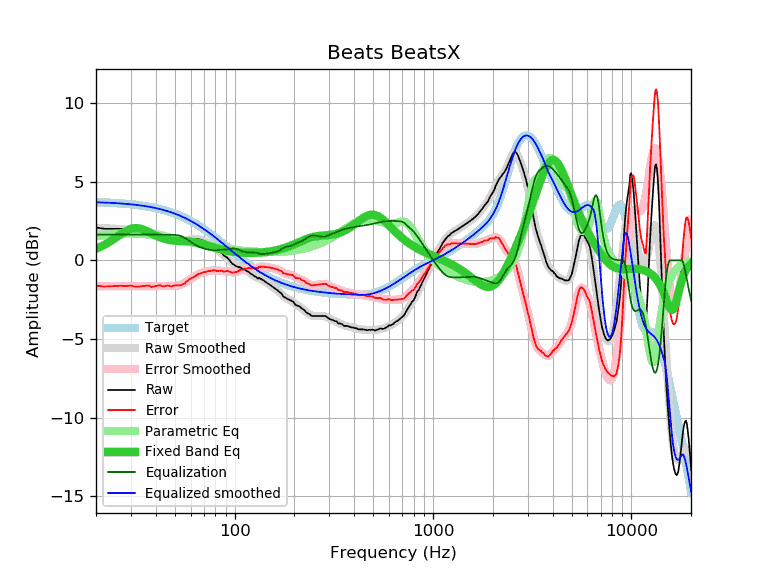 Beats BeatsX
Amplitude (dBr)
10
5
0
−5
−10
−15
Target
Raw Smoothed
Error Smoothed
Raw
Error
Parametric Eq
Fixed Band Eq
Equalization
Equalized smoothed
100
1000
10000
Frequency (Hz)